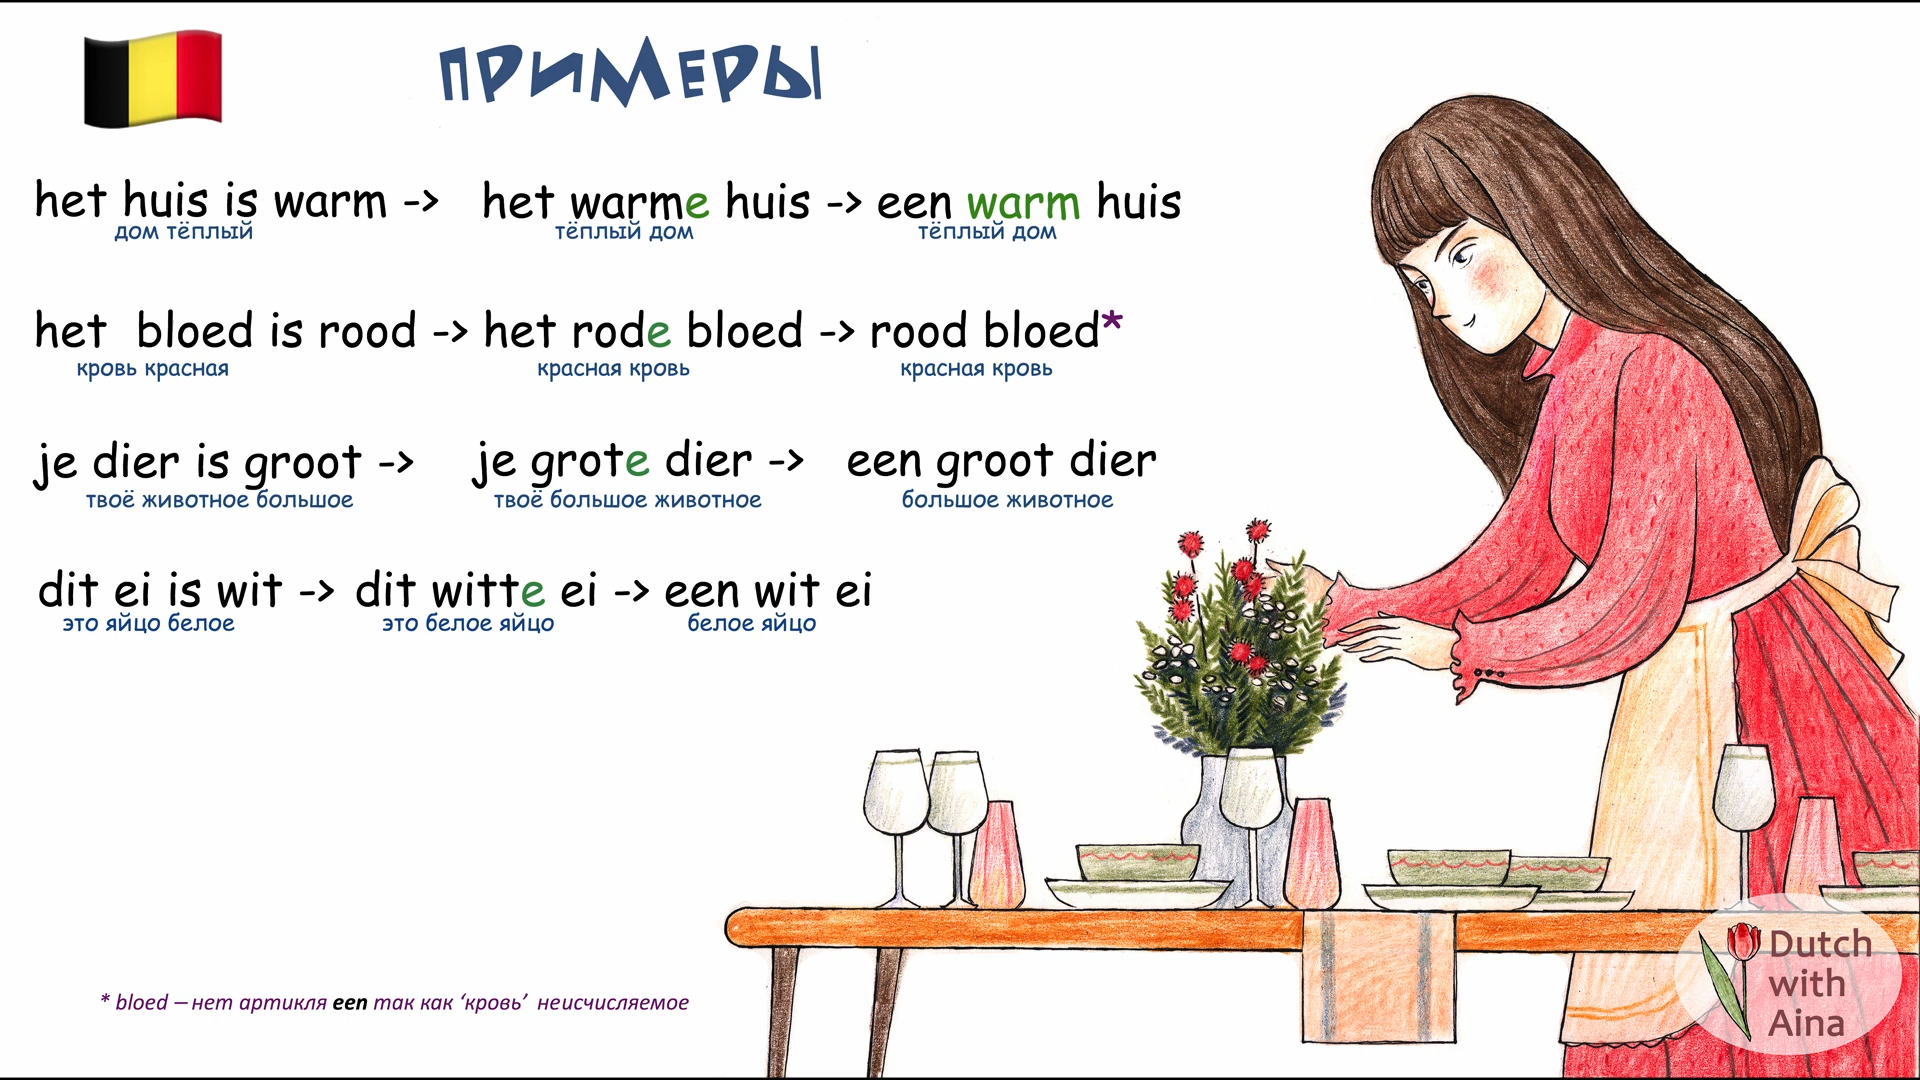 ПРИМЕРЫ
het huis is warm -> het warme huis -> een warm huis
дом тёплый тёплый дом тёплый дом
het bloed is rood -> het rode bloed -> rood bloed*
кровь красная красная кровь красная кровь
je dier is groot -> je grote dier -> een groot dier
твоё животное большое твоё большое животное большое животное
dit ei is wit -> dit witte ei -> een wit ei
это яйцо белое это белое яйцо белое яйцо
* bloed – нет артикля een так как ‘кровь’ неисчисляемое
Dutch
with
Aina